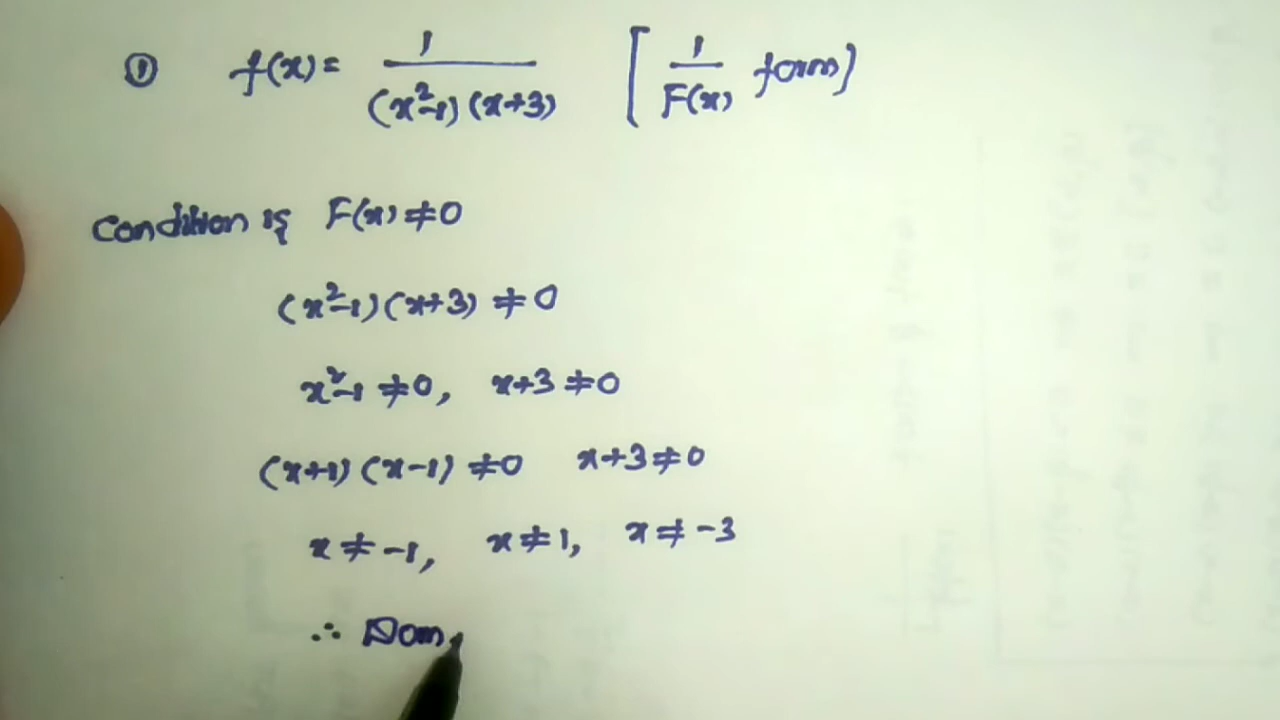 ① f(x) = 1/((x²-1)(x+3)) [1/F(x) form)
Condition is F(x) ≠ 0
(x²-1)(x+3) ≠ 0
x²-1 ≠ 0, x+3 ≠ 0
(x+1)(x-1) ≠ 0 x+3 ≠ 0
x ≠ -1, x ≠ 1, x ≠ -3
∴ Dom